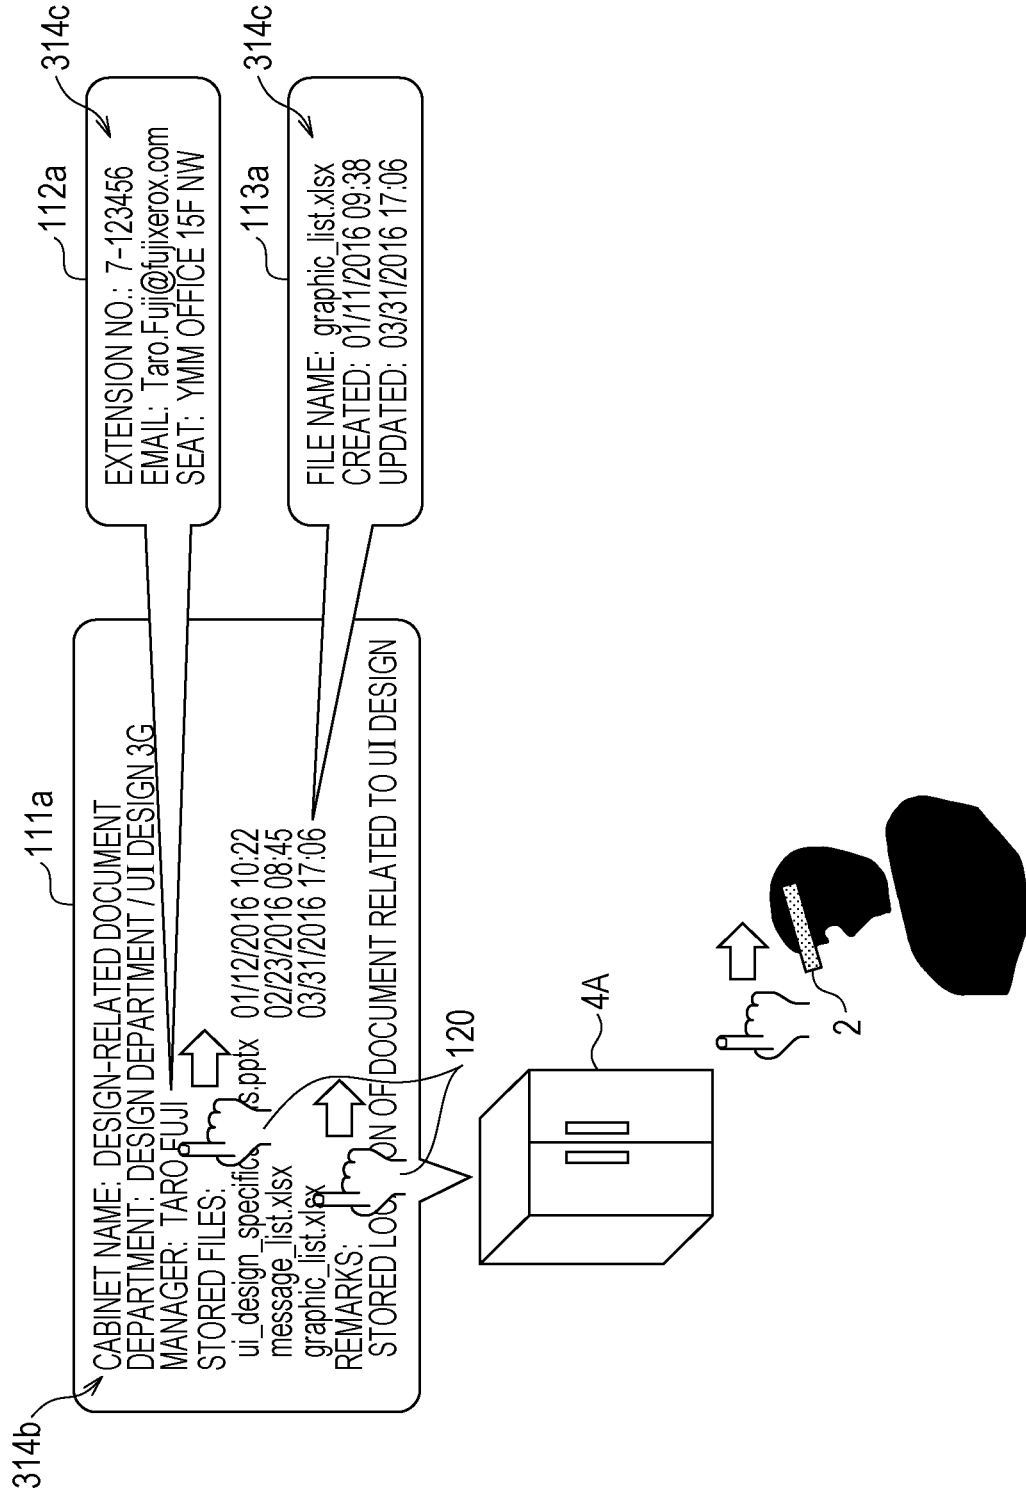 314b
111a
CABINET NAME: DESIGN-RELATED DOCUMENT
DEPARTMENT: DESIGN DEPARTMENT / UI DESIGN 3G
MANAGER: TARO FUJI
STORED FILES:
ui_design_specific s.pptx 01/12/2016 10:22
message_list.xlsx 02/23/2016 08:45
graphic_list.xlsx 03/31/2016 17:06
REMARKS:
STORED LO ON OF DOCUMENT RELATED TO UI DESIGN
112a
314c
EXTENSION NO.: 7-123456
EMAIL: Taro.Fuji@fujixerox.com
SEAT: YMM OFFICE 15F NW
113a
314c
FILE NAME: graphic_list.xlsx
CREATED: 01/11/2016 09:38
UPDATED: 03/31/2016 17:06
120
4A
2